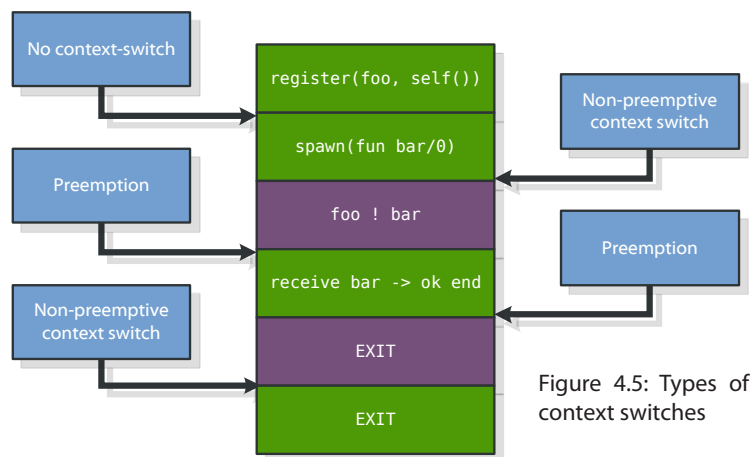 No context-switch
register(foo, self())
Non-preemptive
context switch
spawn(fun bar/0)
Preemption
foo ! bar
Preemption
receive bar -> ok end
Non-preemptive
context switch
EXIT
EXIT
Figure 4.5: Types of
context switches